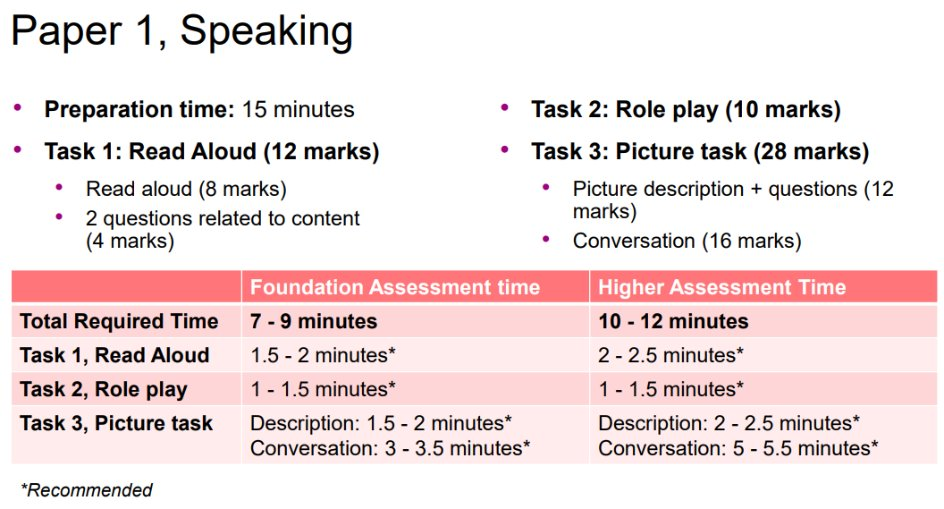 Paper 1, Speaking
• Preparation time: 15 minutes
• Task 1: Read Aloud (12 marks)
• Read aloud (8 marks)
• 2 questions related to content
(4 marks)
• Task 2: Role play (10 marks)
• Task 3: Picture task (28 marks)
• Picture description + questions (12
marks)
• Conversation (16 marks)
Foundation Assessment time Higher Assessment Time
Total Required Time 7 - 9 minutes 10 - 12 minutes
Task 1, Read Aloud 1.5 - 2 minutes* 2 - 2.5 minutes*
Task 2, Role play 1 - 1.5 minutes* 1 - 1.5 minutes*
Task 3, Picture task Description: 1.5 - 2 minutes* Description: 2 - 2.5 minutes*
Conversation: 3 - 3.5 minutes* Conversation: 5 - 5.5 minutes*
*Recommended